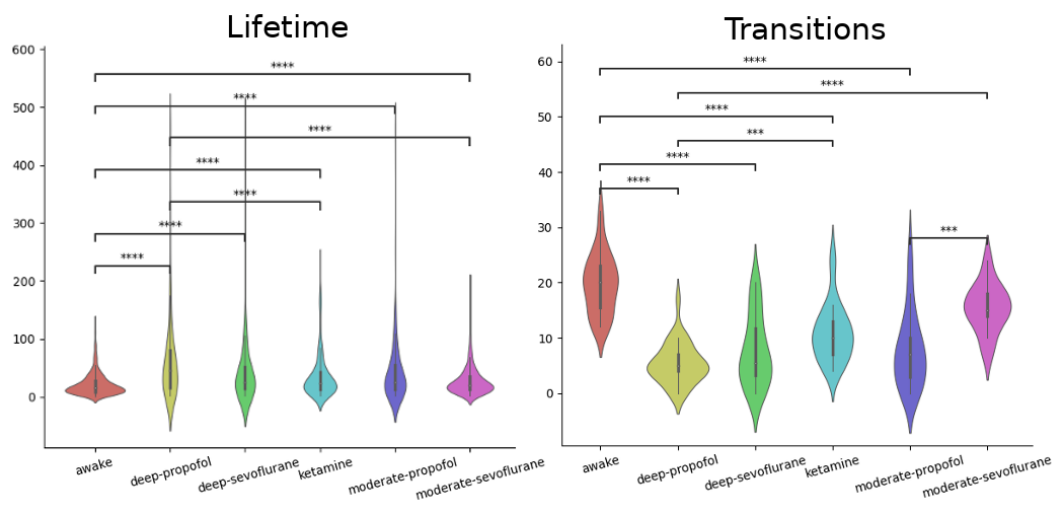 Lifetime
600
500
400
300
200
100
0
****
****
****
****
****
****
****
awake
deep-propofol
deep-sevoflurane
ketamine
moderate-propofol
moderate-sevoflurane
Transitions
60
50
40
30
20
10
0
****
****
****
***
****
****
***
awake
deep-propofol
deep-sevoflurane
ketamine
moderate-propofol
moderate-sevoflurane